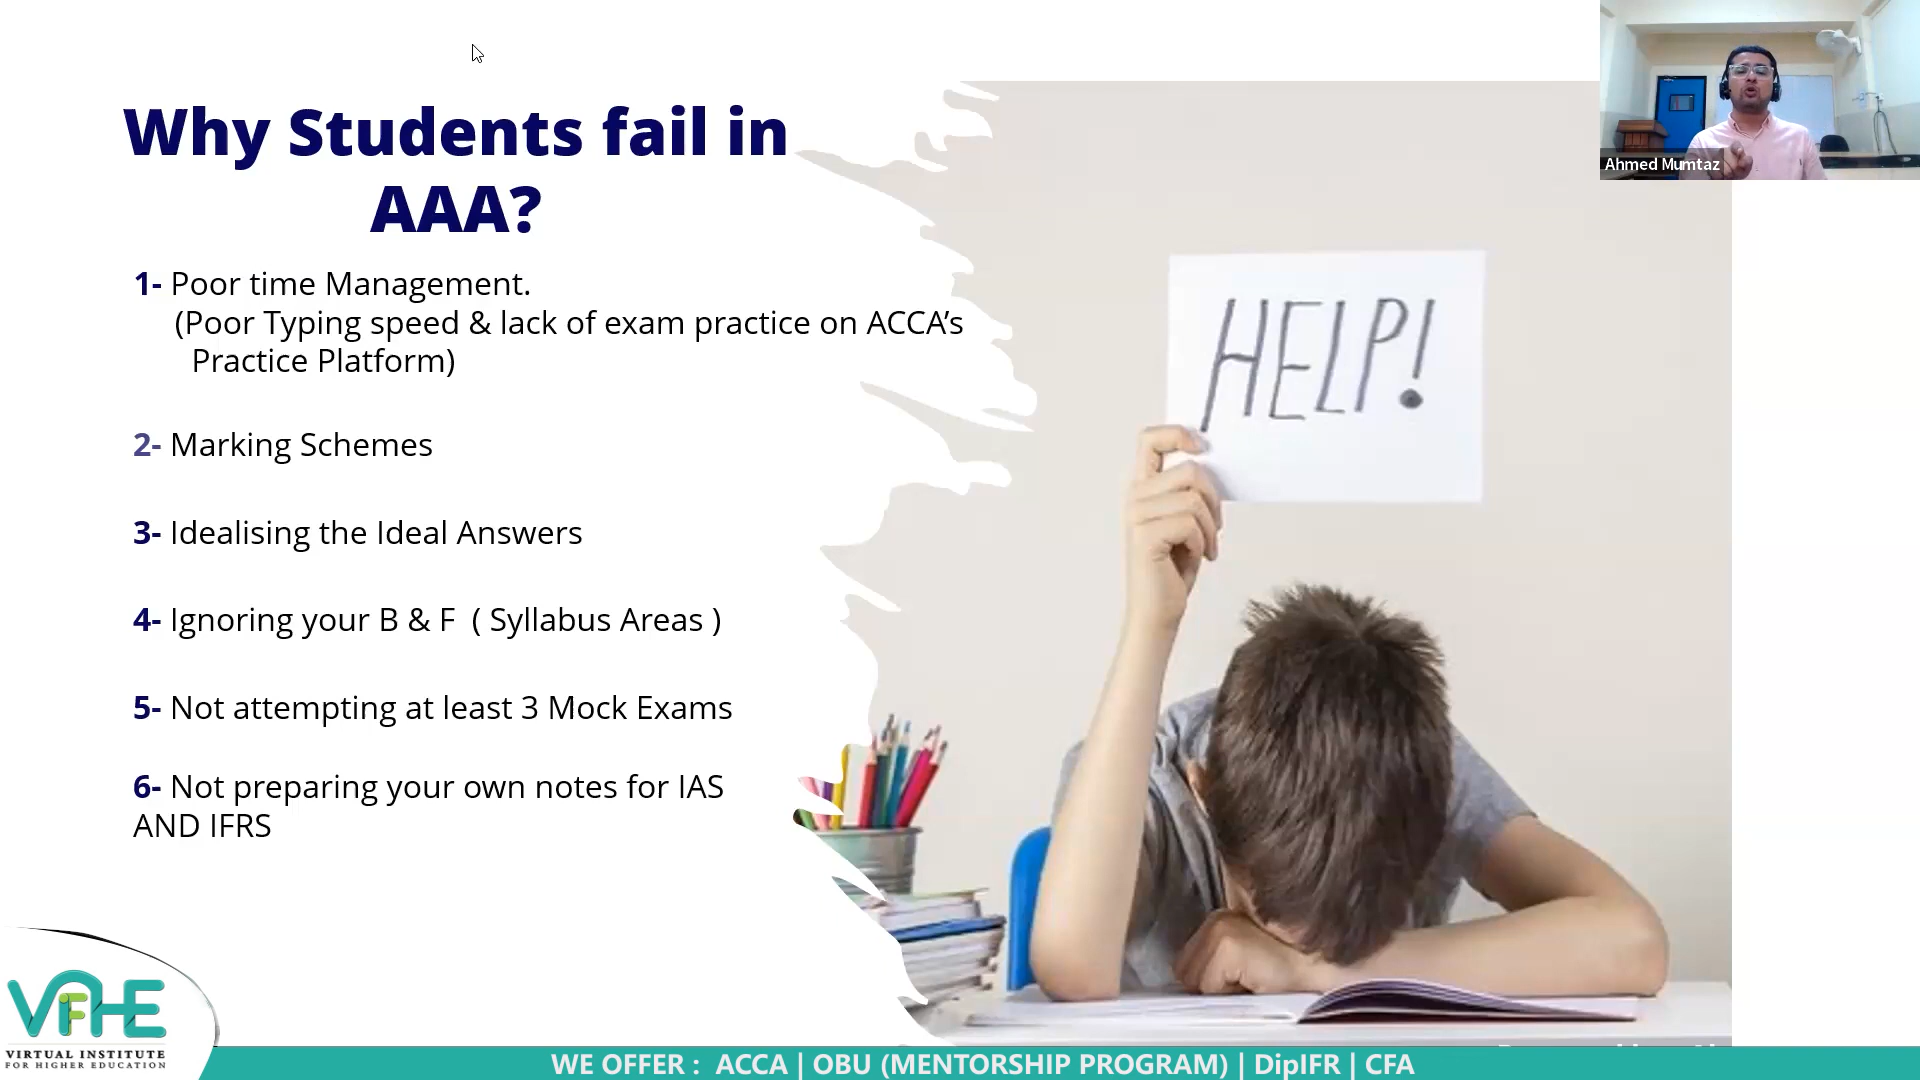 Why Students fail in
AAA?
1- Poor time Management.
(Poor Typing speed & lack of exam practice on ACCA’s
Practice Platform)
2- Marking Schemes
3- Idealising the Ideal Answers
4- Ignoring your B & F ( Syllabus Areas )
5- Not attempting at least 3 Mock Exams
6- Not preparing your own notes for IAS
AND IFRS
HELP!
Ahmed Mumtaz
VIFHE
VIRTUAL INSTITUTE
FOR HIGHER EDUCATION
WE OFFER : ACCA | OBU (MENTORSHIP PROGRAM) | DipIFR | CFA